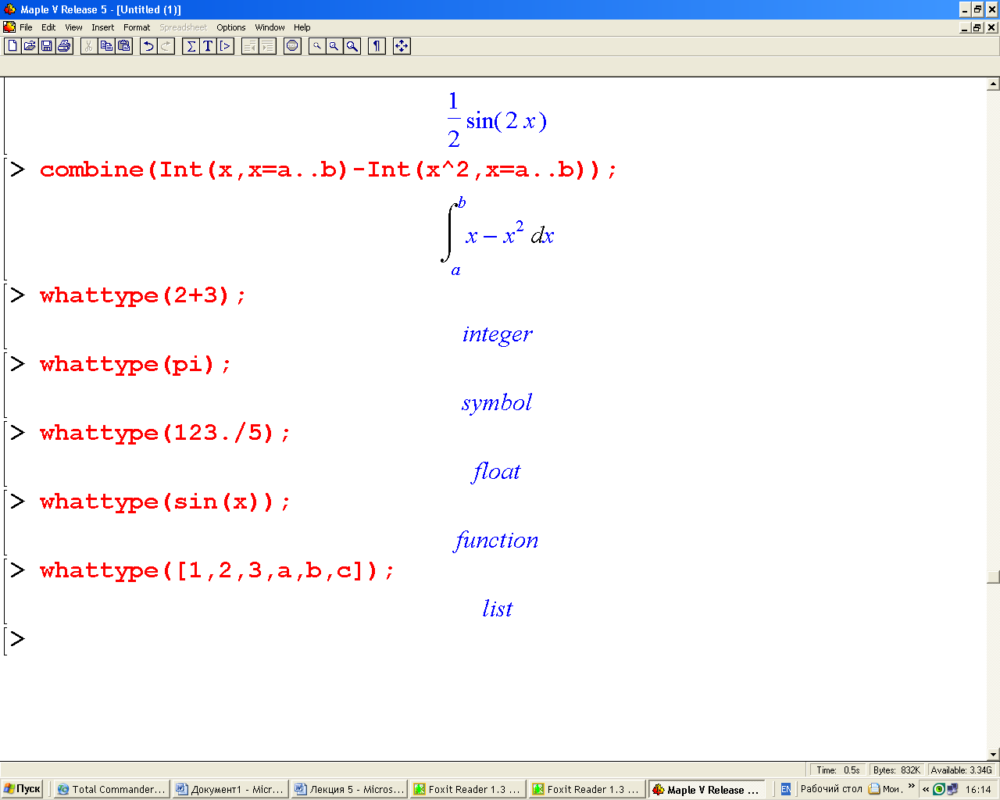 Maple V Release 5 - [Untitled (1)]
File Edit View Insert Format Spreadsheet Options Window Help
1
2
sin( 2 x )
> combine(Int(x,x=a..b)-Int(x^2,x=a..b));
b
∫ x − x² dx
a
> whattype(2+3);
integer
> whattype(pi);
symbol
> whattype(123./5);
float
> whattype(sin(x));
function
> whattype([1,2,3,a,b,c]);
list
>
Time: 0.5s Bytes: 832K Available: 3.34G
Пуск Total Commander... Документ1 - Micr... Лекция 5 - Micros... Foxit Reader 1.3 ... Foxit Reader 1.3 ... Maple V Release ... EN Рабочий стол Мои. » « 16:14